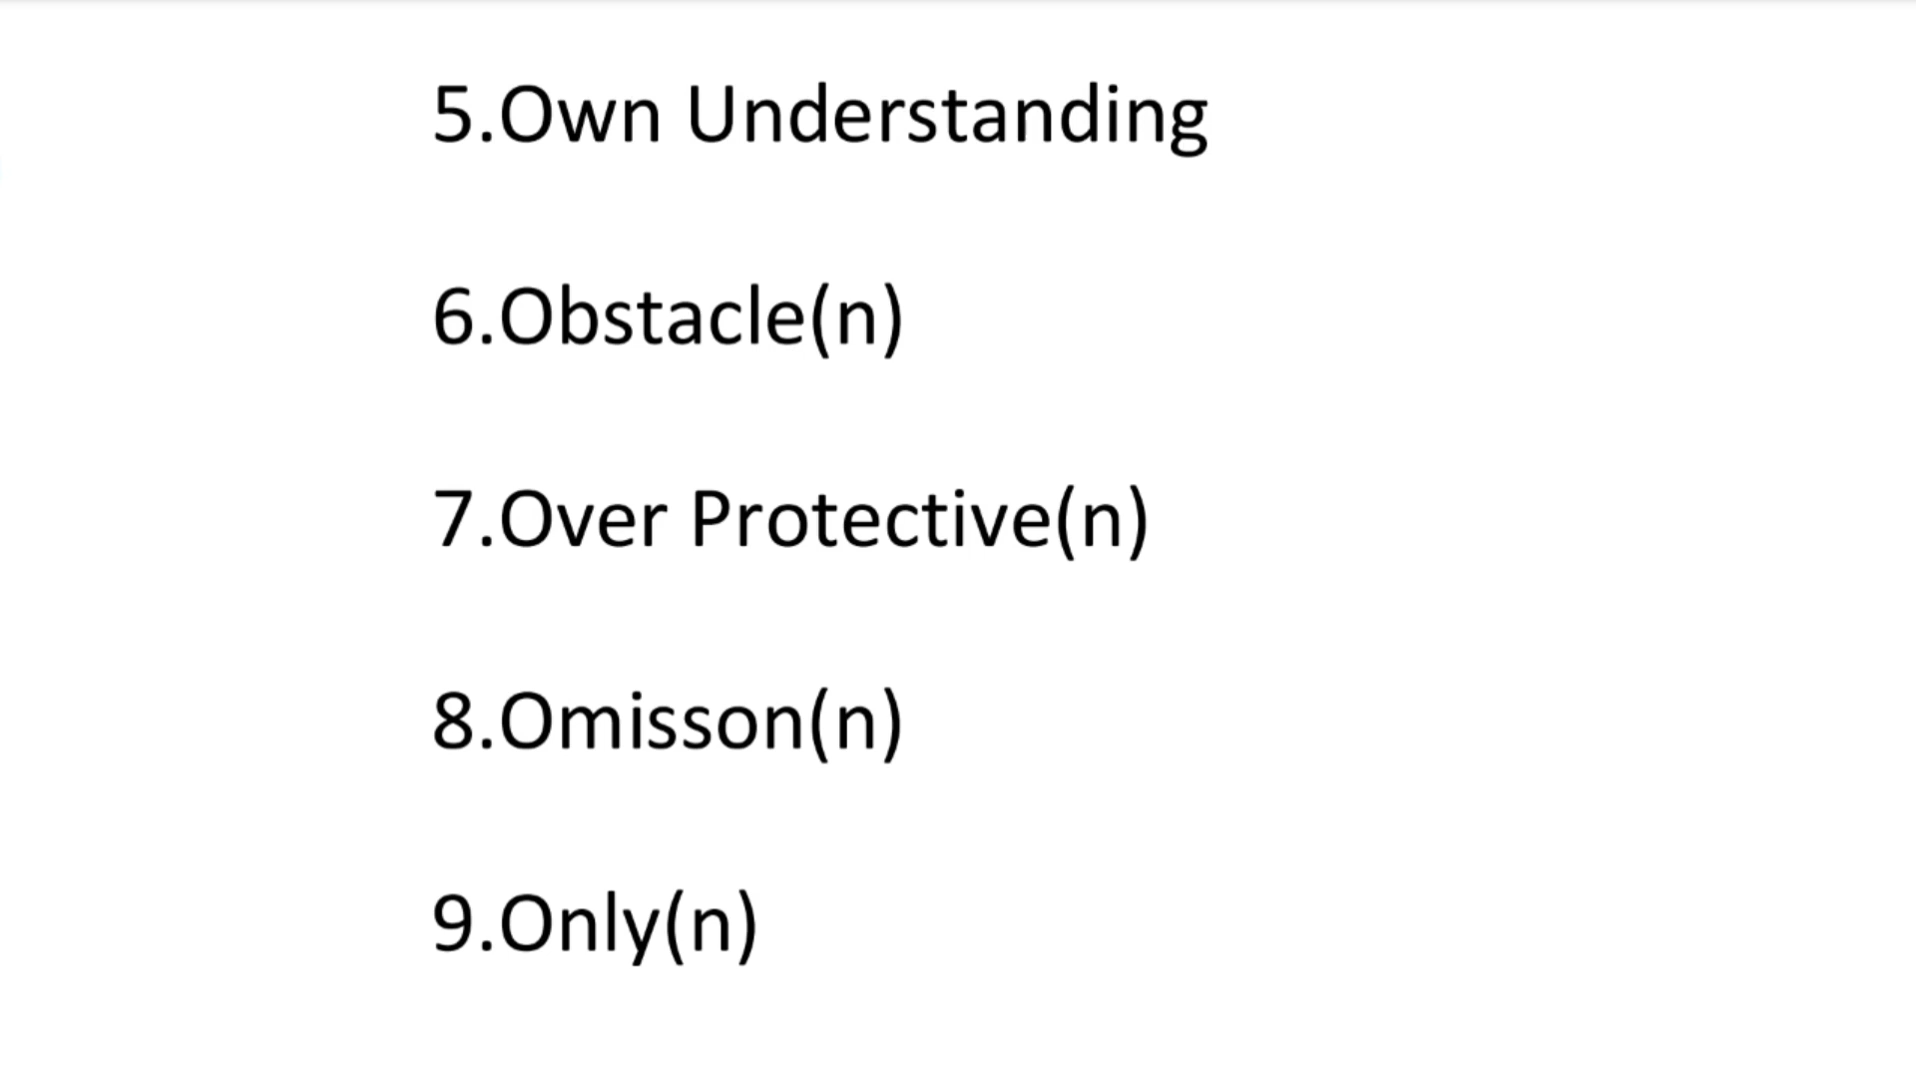 5.Own Understanding
6.Obstacle(n)
7.Over Protective(n)
8.Omisson(n)
9.Only(n)